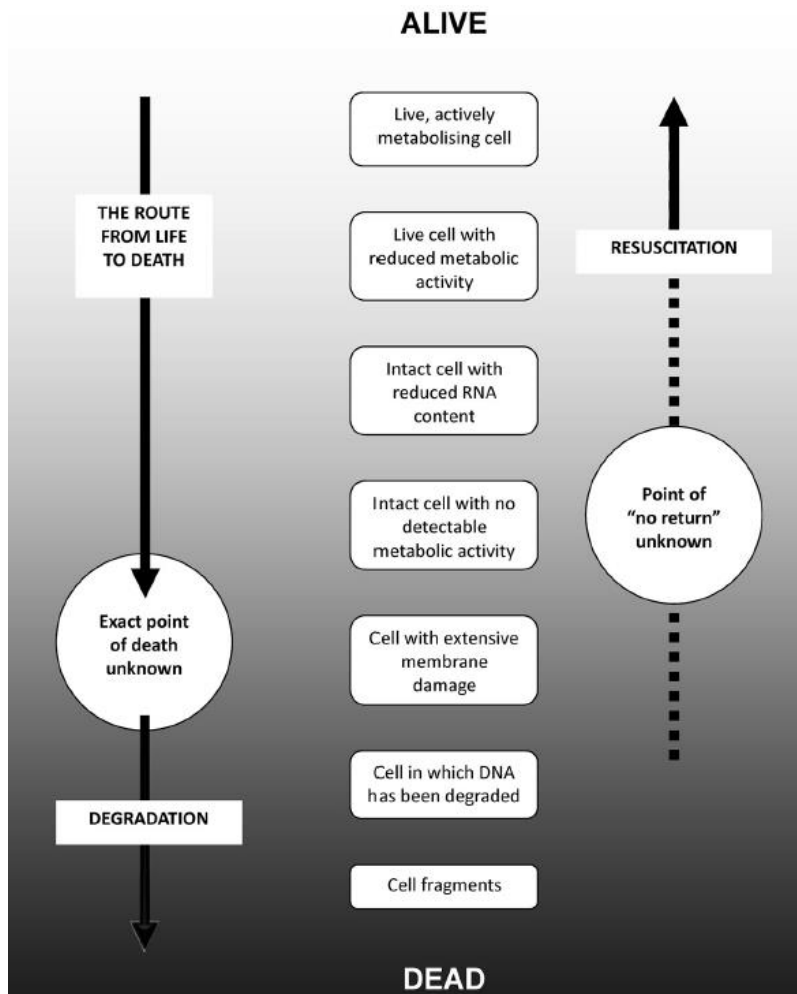 ALIVE
Live, actively
metabolising cell
THE ROUTE
FROM LIFE
TO DEATH
Live cell with
reduced metabolic
activity
RESUSCITATION
Intact cell with
reduced RNA
content
Intact cell with no
detectable
metabolic activity
Point of
“no return”
unknown
Exact point
of death
unknown
Cell with extensive
membrane
damage
Cell in which DNA
has been degraded
DEGRADATION
Cell fragments
DEAD